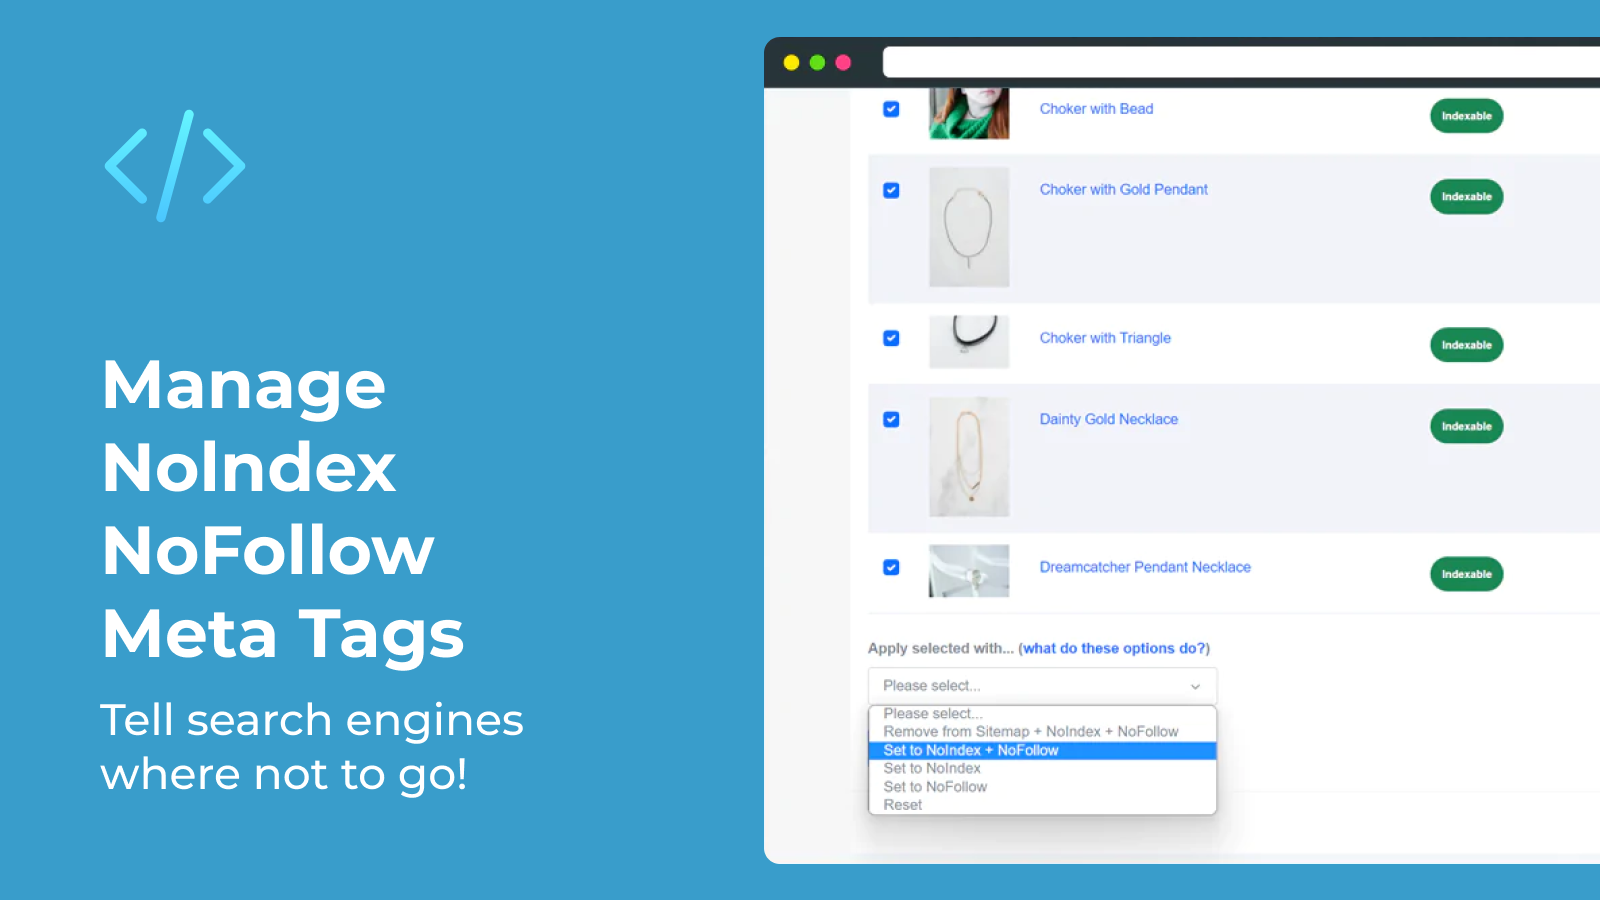 Manage
NoIndex
NoFollow
Meta Tags
Tell search engines
where not to go!
Choker with Bead
Indexable
Choker with Gold Pendant
Indexable
Choker with Triangle
Indexable
Dainty Gold Necklace
Indexable
Dreamcatcher Pendant Necklace
Indexable
Apply selected with... (what do these options do?)
Please select...
Please select...
Remove from Sitemap + NoIndex + NoFollow
Set to NoIndex + NoFollow
Set to NoIndex
Set to NoFollow
Reset